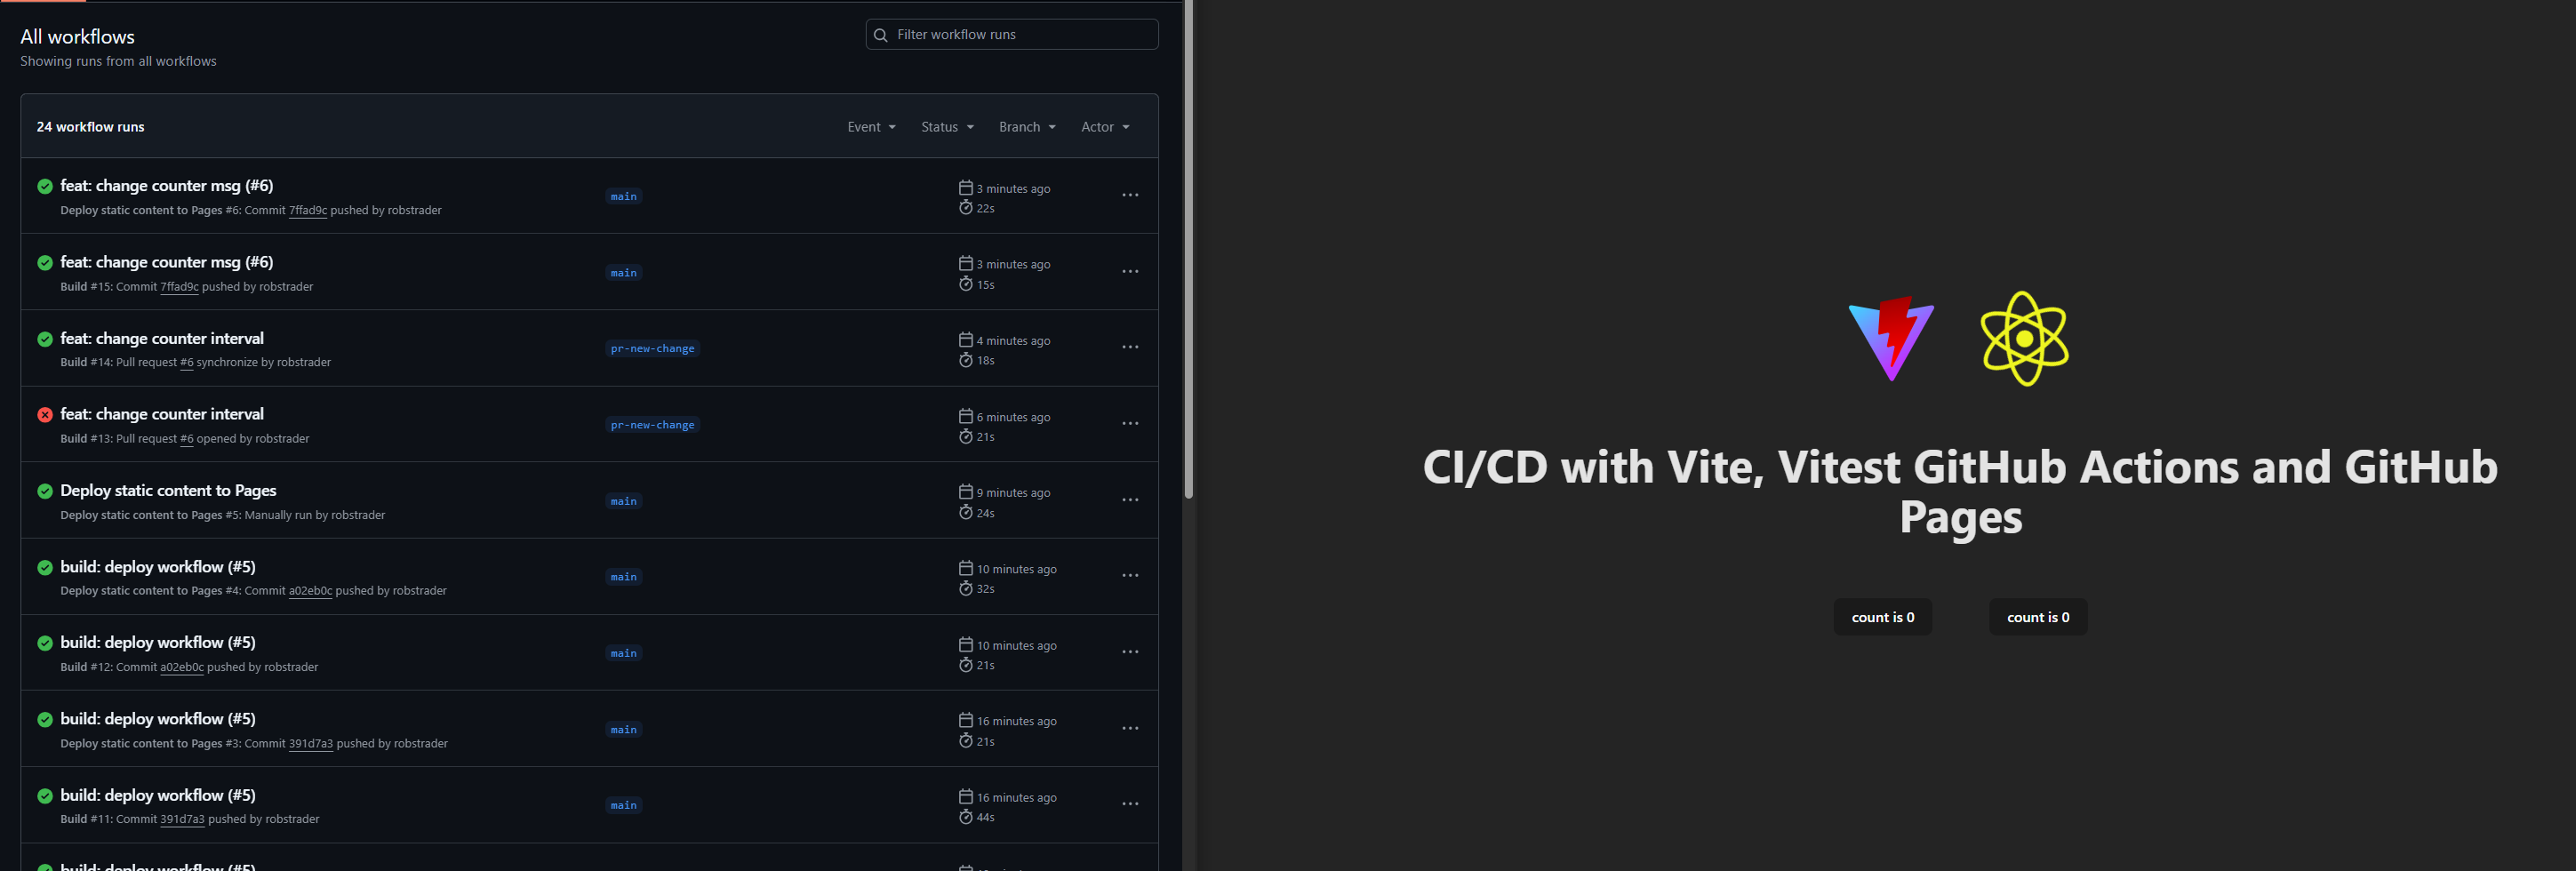 All workflows
Showing runs from all workflows
Filter workflow runs
24 workflow runs
Event Status Branch Actor
feat: change counter msg (#6)
Deploy static content to Pages #6: Commit 7ffad9c pushed by robstrader
main
3 minutes ago
22s
feat: change counter msg (#6)
Build #15: Commit 7ffad9c pushed by robstrader
main
3 minutes ago
15s
feat: change counter interval
Build #14: Pull request #6 synchronize by robstrader
pr-new-change
4 minutes ago
18s
feat: change counter interval
Build #13: Pull request #6 opened by robstrader
pr-new-change
6 minutes ago
21s
Deploy static content to Pages
Deploy static content to Pages #5: Manually run by robstrader
main
9 minutes ago
24s
build: deploy workflow (#5)
Deploy static content to Pages #4: Commit a02eb0c pushed by robstrader
main
10 minutes ago
32s
build: deploy workflow (#5)
Build #12: Commit a02eb0c pushed by robstrader
main
10 minutes ago
21s
build: deploy workflow (#5)
Deploy static content to Pages #3: Commit 391d7a3 pushed by robstrader
main
16 minutes ago
21s
build: deploy workflow (#5)
Build #11: Commit 391d7a3 pushed by robstrader
main
16 minutes ago
44s
build: deploy workflow (#5)
CI/CD with Vite, Vitest GitHub Actions and GitHub
Pages
count is 0
count is 0